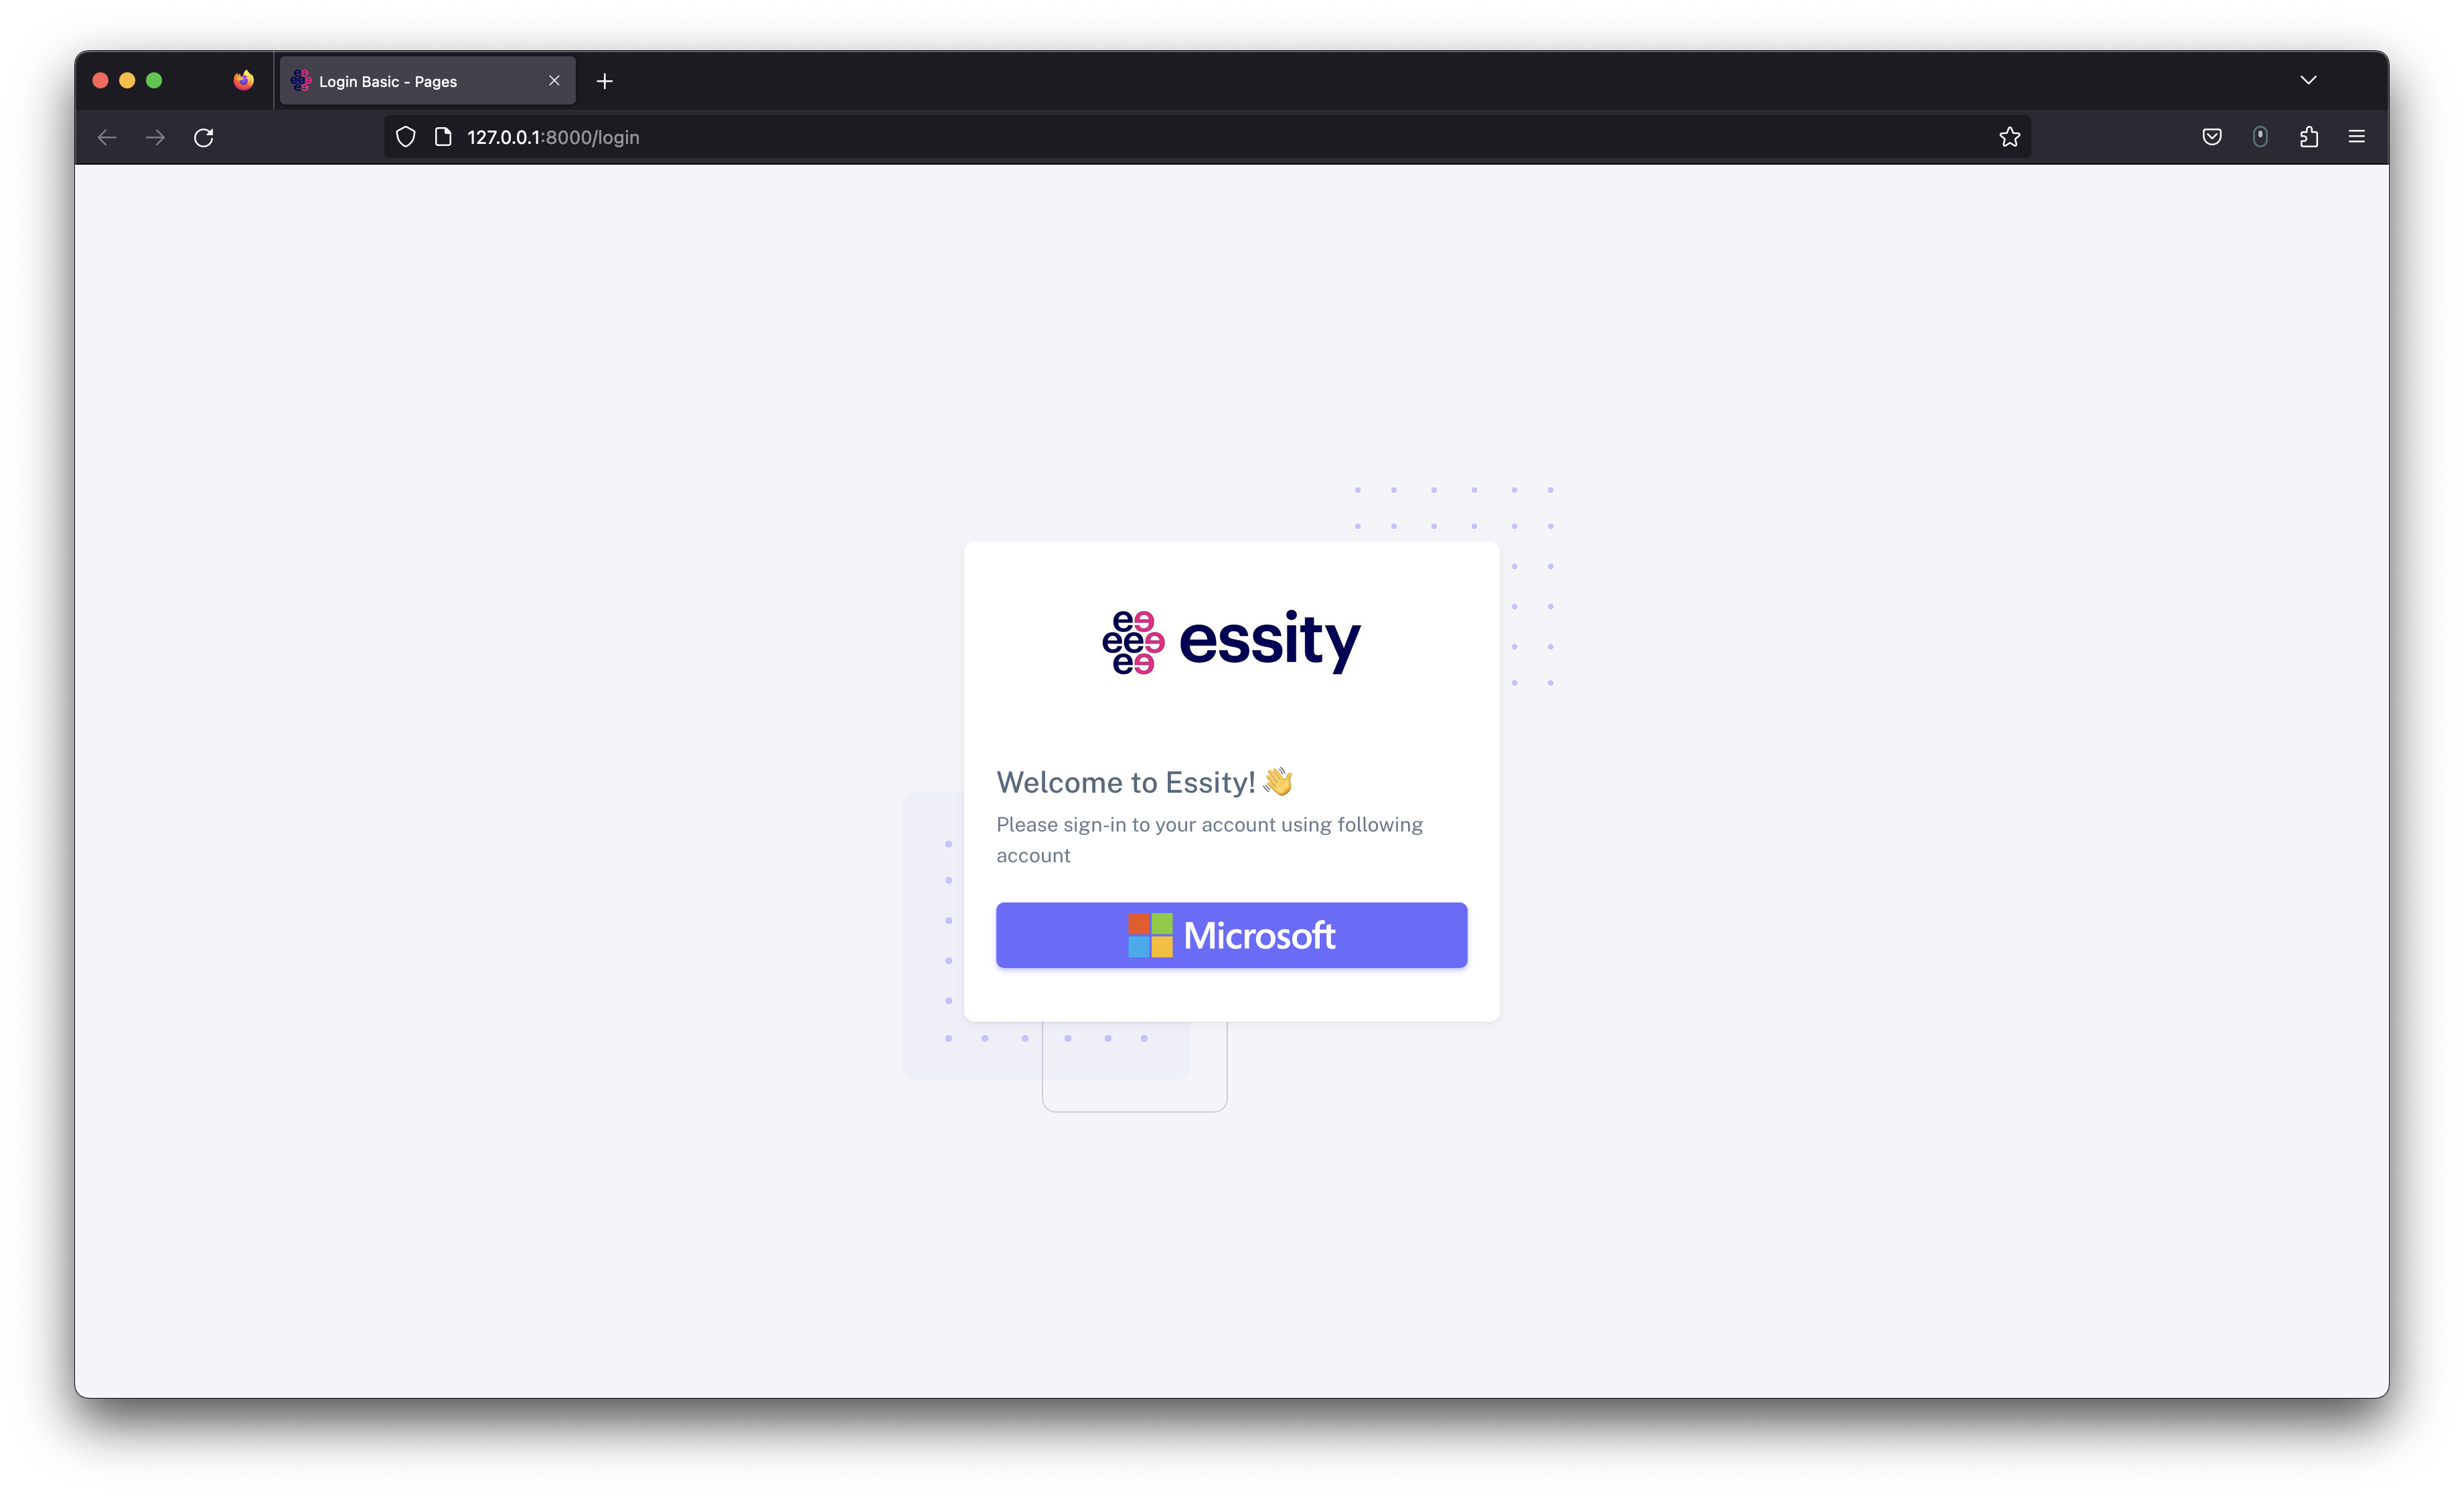 Login Basic - Pages
127.0.0.1:8000/login
essity
Welcome to Essity! 👋
Please sign-in to your account using following
account
Microsoft